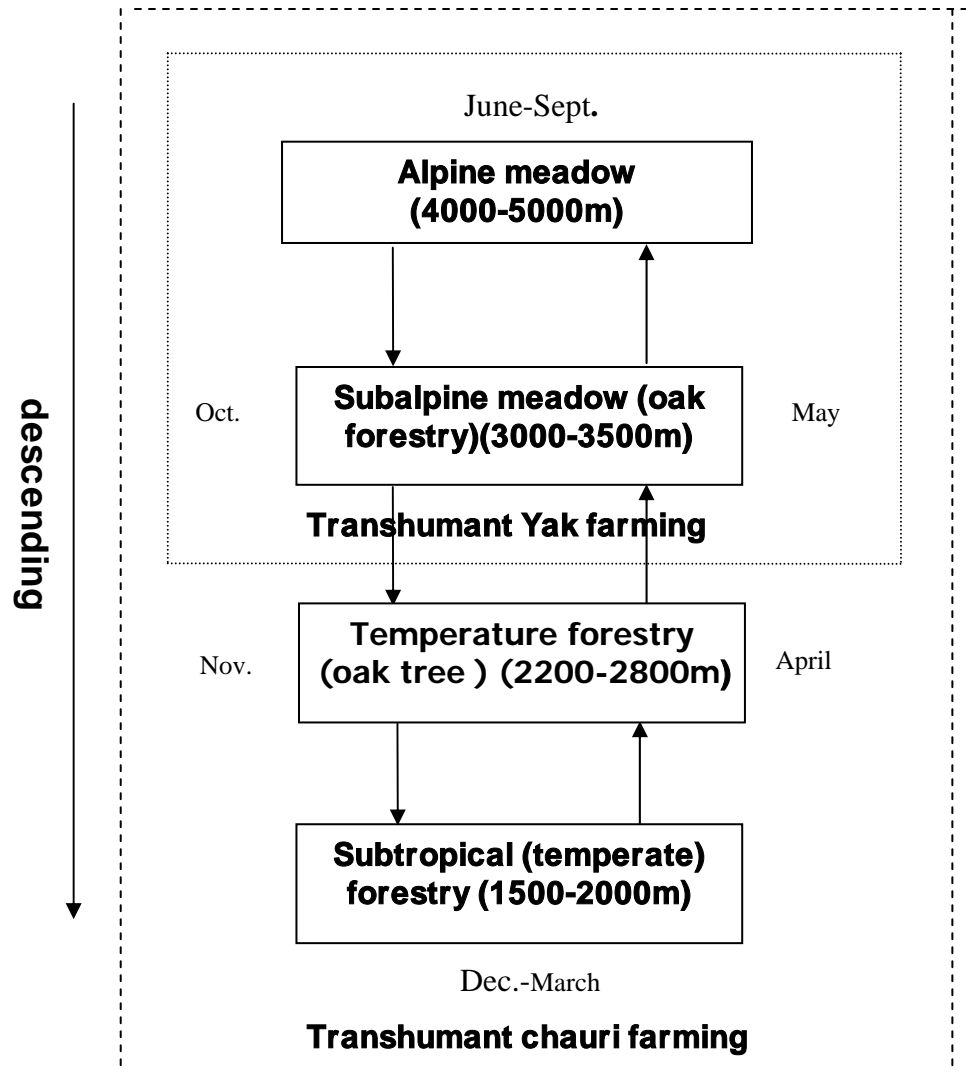 June-Sept.
Alpine meadow
(4000-5000m)
descending
Oct.
Subalpine meadow (oak
forestry)(3000-3500m)
May
Transhumant Yak farming
Nov.
Temperature forestry
(oak tree ) (2200-2800m)
April
Subtropical (temperate)
forestry (1500-2000m)
Dec.-March
Transhumant chauri farming